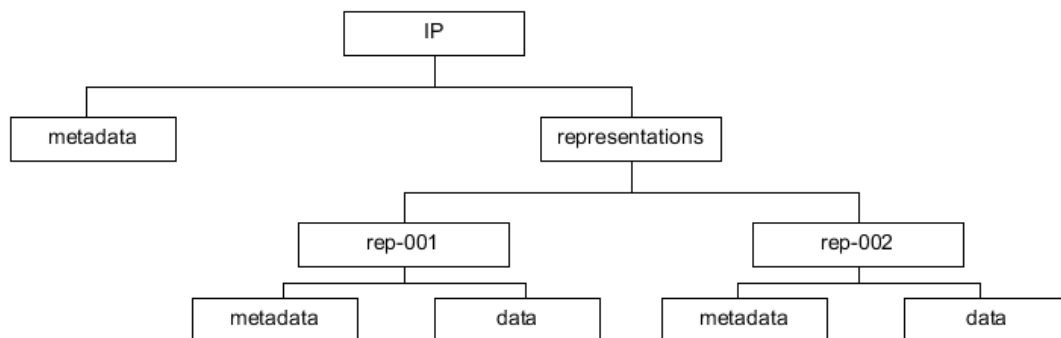 IP
metadata
representations
rep-001
rep-002
metadata
data
metadata
data